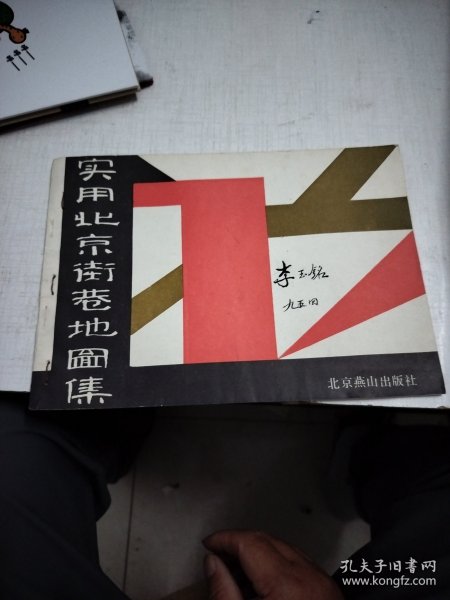 实用北京街巷地图集
李玉铭
九五.四
北京燕山出版社
孔夫子旧书网
www.kongfz.com